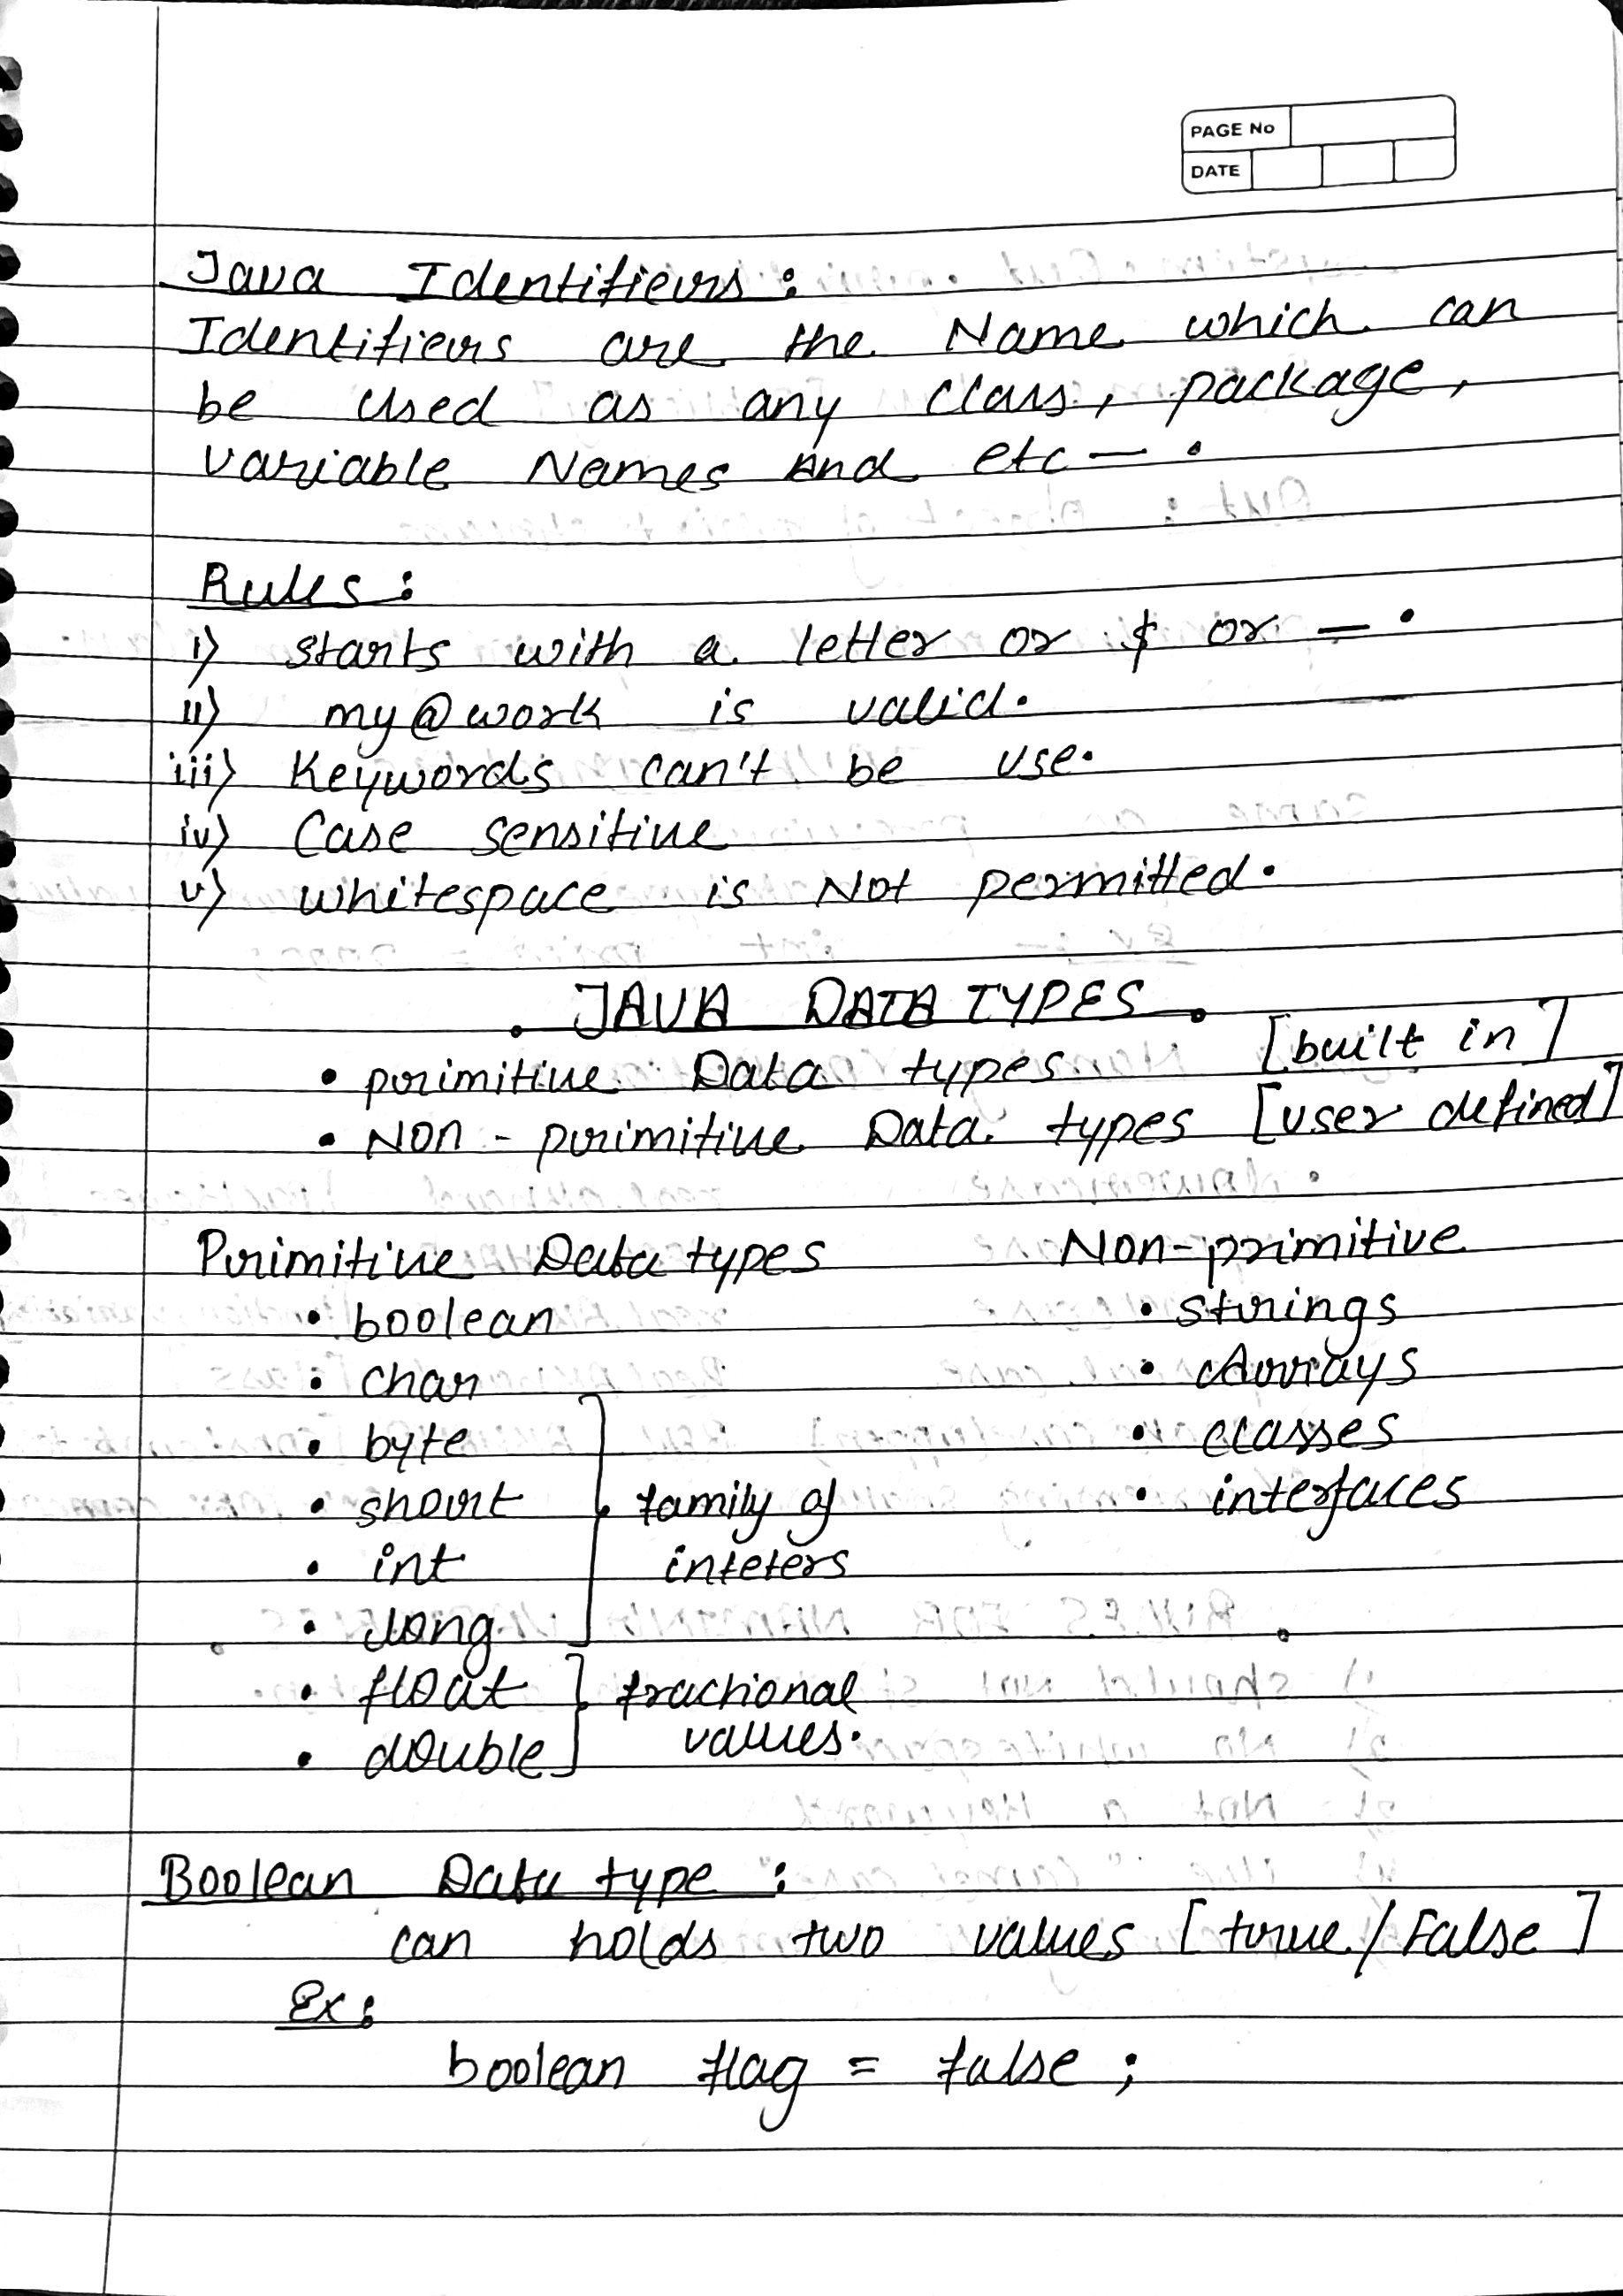 PAGE No
DATE
Java Identifiers :
Identifiers are the Name which can
be used as any class, package,
variable Names And etc — .
Rules :
i) starts with a letter or $ or _ .
ii) my@work is valid.
iii) Keywords can't be use.
iv) Case sensitive
v) whitespace is Not permitted.
. JAVA DATA TYPES .
• primitive Data types [built in]
• NON - primitive Data types [user defined]
Primitive Data types Non-primitive
• boolean • strings
• char • Arrays
• byte • classes
• short family of • interfaces
• int inteters
• long
• float fractional
• double values.
Boolean Data type :
can holds two values [true/False]
Ex:
boolean flag = false ;